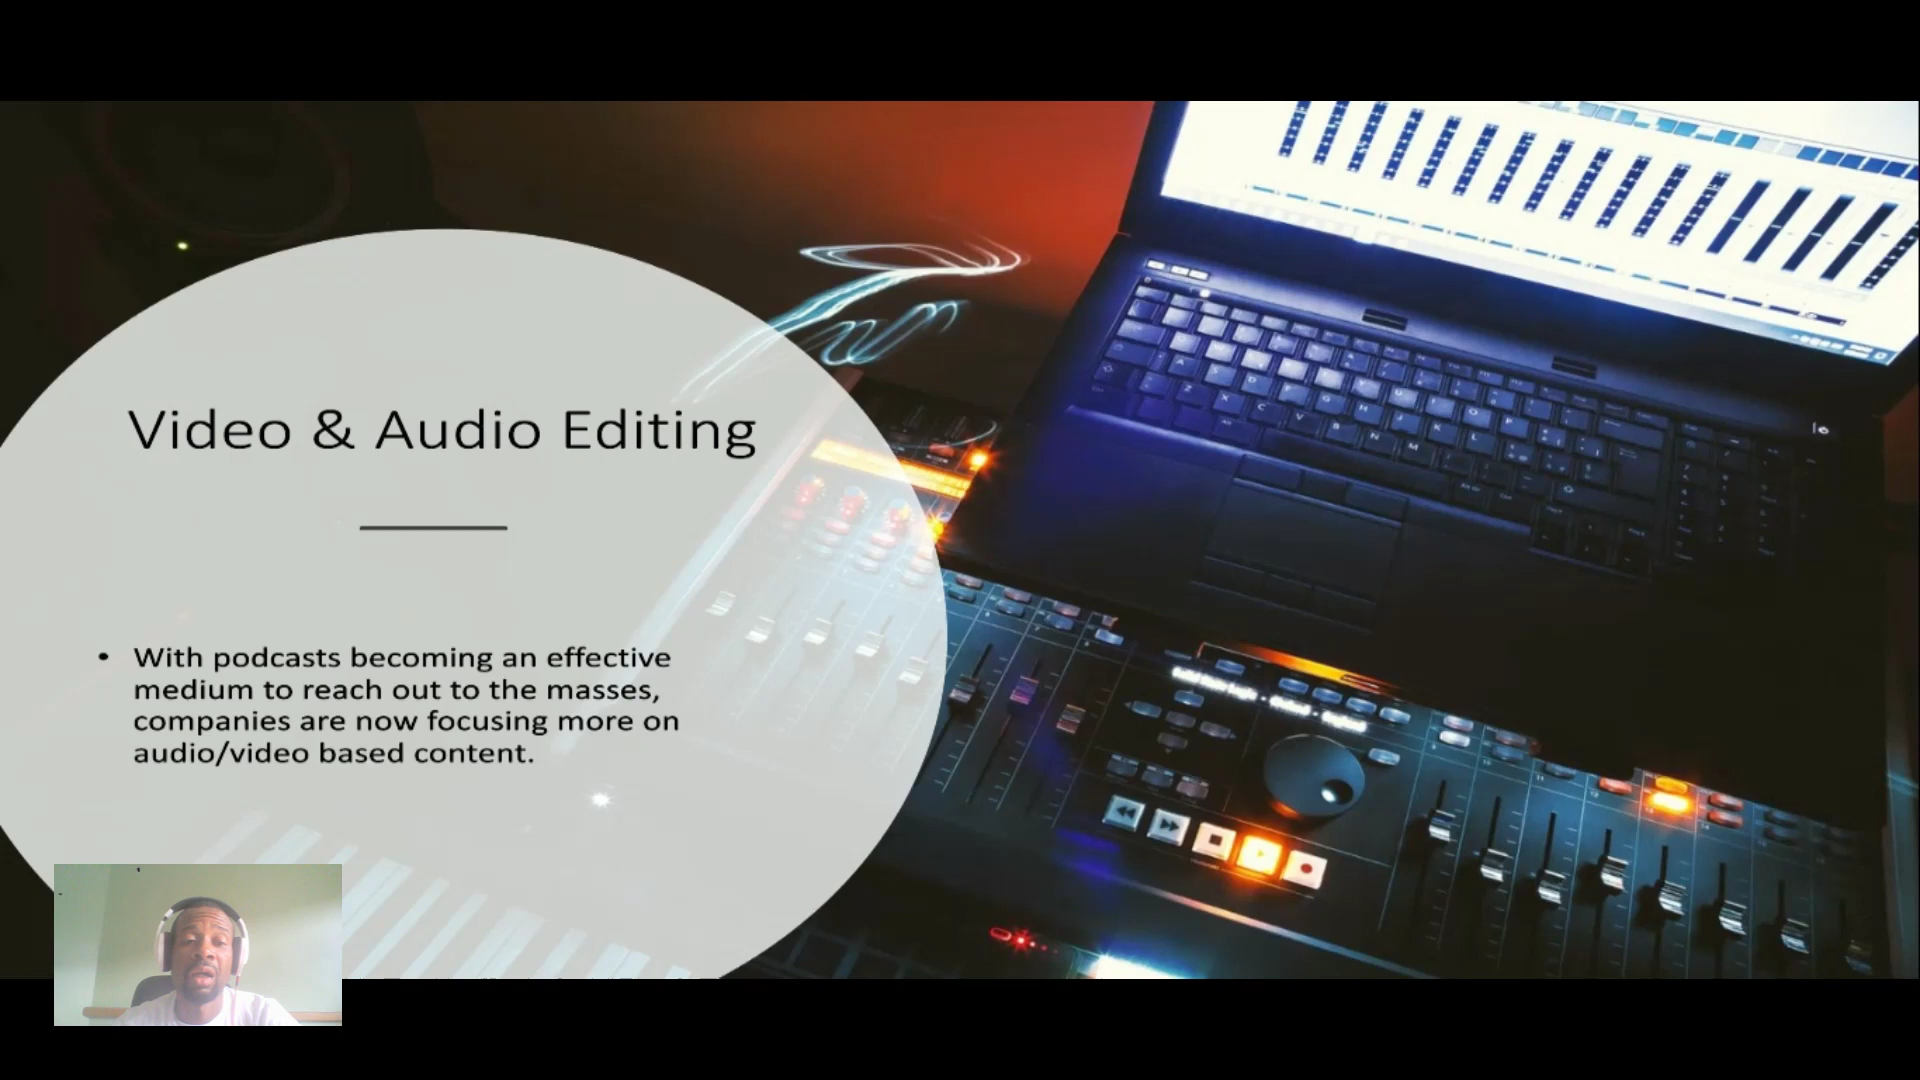 Video & Audio Editing
• With podcasts becoming an effective
medium to reach out to the masses,
companies are now focusing more on
audio/video based content.